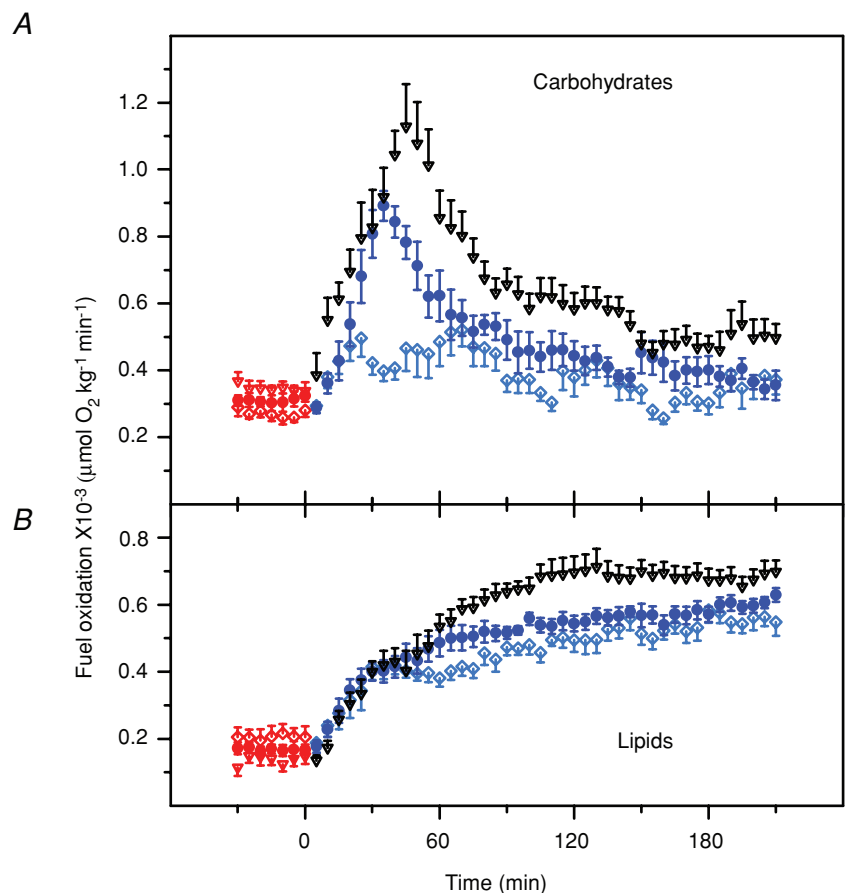 A
Carbohydrates
1.2
1.0
0.8
0.6
0.4
0.2
Fuel oxidation X10⁻³ (μmol O₂ kg⁻¹ min⁻¹)
B
0.8
0.6
0.4
0.2
Lipids
0 60 120 180
Time (min)